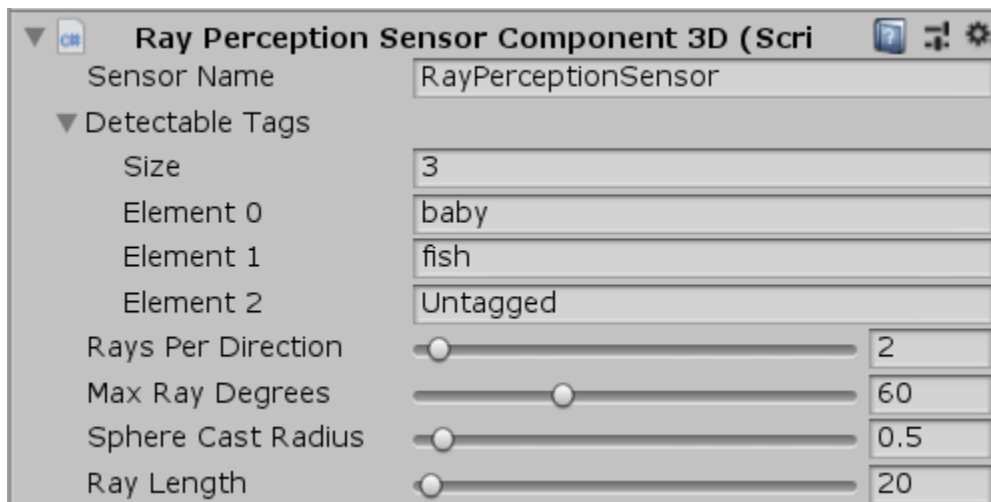 c# Ray Perception Sensor Component 3D (Scri ?
Sensor Name RayPerceptionSensor
Detectable Tags
Size 3
Element 0 baby
Element 1 fish
Element 2 Untagged
Rays Per Direction 2
Max Ray Degrees 60
Sphere Cast Radius 0.5
Ray Length 20